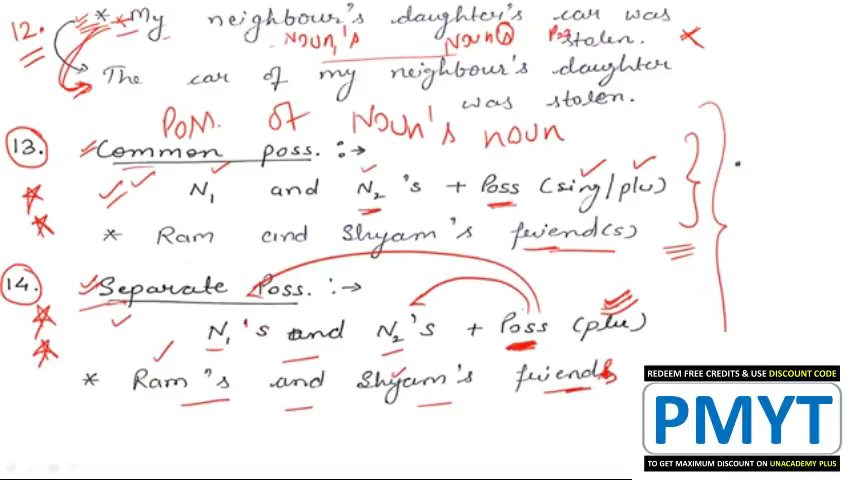 12. * My neighbour's daughter's car was
Noun,'s Noun(s) Pos
stolen. ×
The car of my neighbour's daughter
was stolen.
Poss. of Noun's noun
13. Common poss. :→
N₁ and N₂'s + Poss (sing/plu)
* Ram and Shyam's friend(s)
14. Separate Poss. :→
N₁'s and N₂'s + Poss (plu)
* Ram's and Shyam's friends
REDEEM FREE CREDITS & USE DISCOUNT CODE
PMYT
TO GET MAXIMUM DISCOUNT ON UNACADEMY PLUS